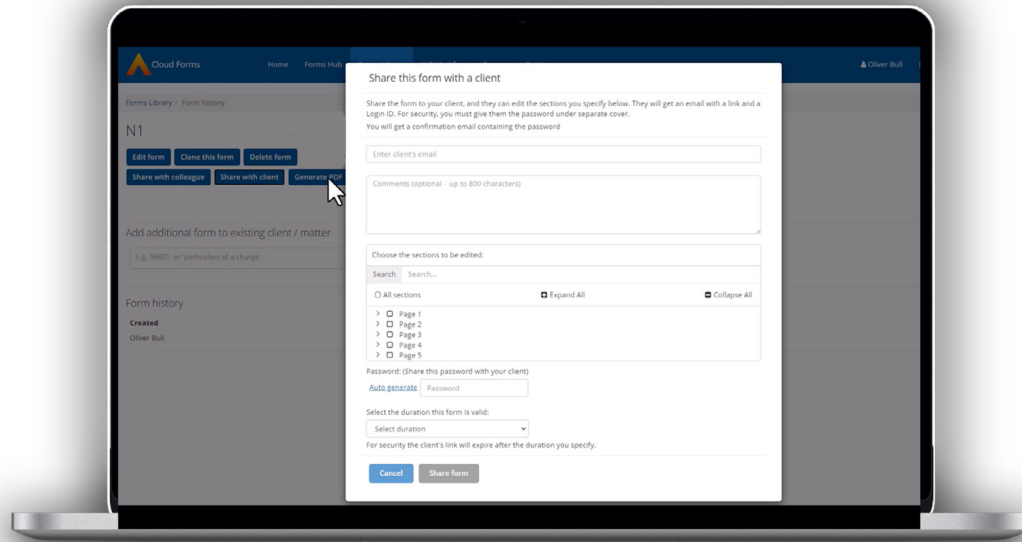 Cloud Forms
Home
Forms Hub
Oliver Bull
Forms Library / Form history
N1
Edit form
Clone this form
Delete form
Share with colleague
Share with client
Generate PDF
Add additional form to existing client / matter
E.g. 'MR01' or 'particulars of a charge'
Form history
Created
Oliver Bull
Share this form with a client
Share the form to your client, and they can edit the sections you specify below. They will get an email with a link and a
Login ID. For security, you must give them the password under separate cover.
You will get a confirmation email containing the password
Enter client's email
Comments (optional - up to 800 characters)
Choose the sections to be edited:
Search
Search...
All sections
Expand All
Collapse All
Page 1
Page 2
Page 3
Page 4
Page 5
Password: (Share this password with your client)
Auto generate
Password
Select the duration this form is valid:
Select duration
For security the client's link will expire after the duration you specify.
Cancel
Share form